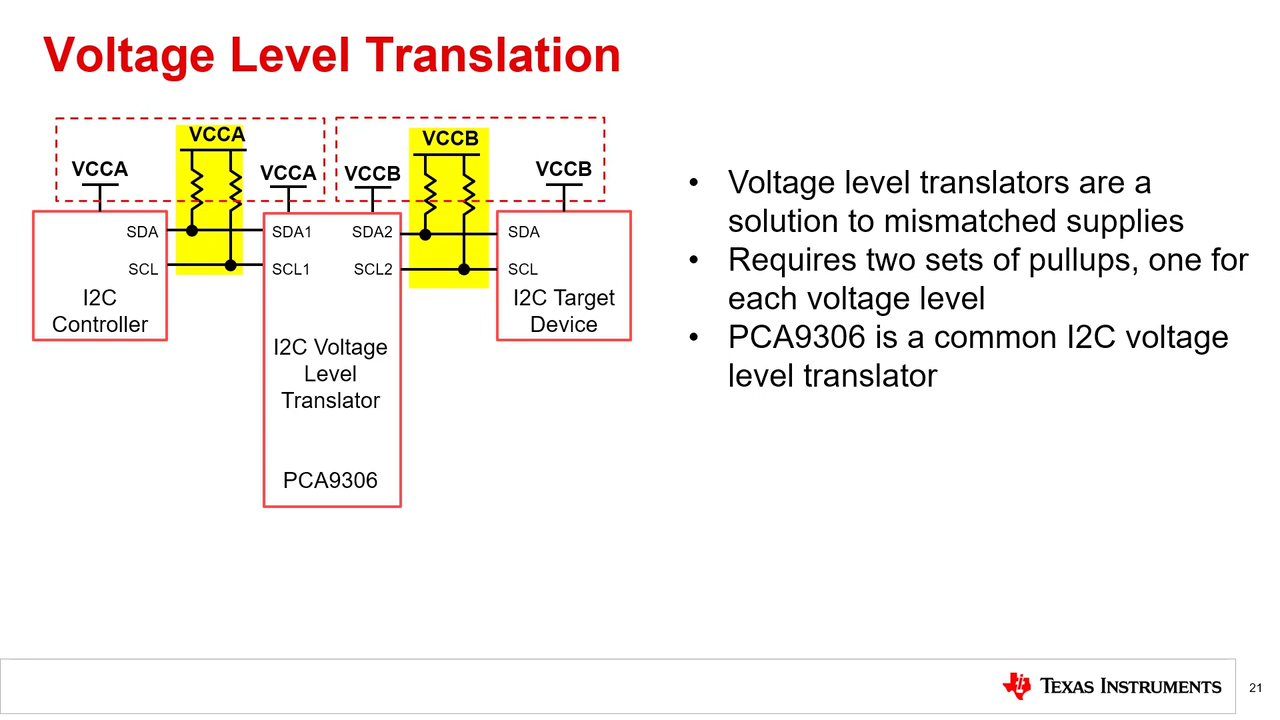 Voltage Level Translation
VCCA
VCCA
VCCA
VCCB
VCCB
VCCB
SDA
SCL
I2C
Controller
SDA1
SCL1
SDA2
SCL2
I2C Voltage
Level
Translator
PCA9306
SDA
SCL
I2C Target
Device
• Voltage level translators are a
solution to mismatched supplies
• Requires two sets of pullups, one for
each voltage level
• PCA9306 is a common I2C voltage
level translator
TEXAS INSTRUMENTS
21